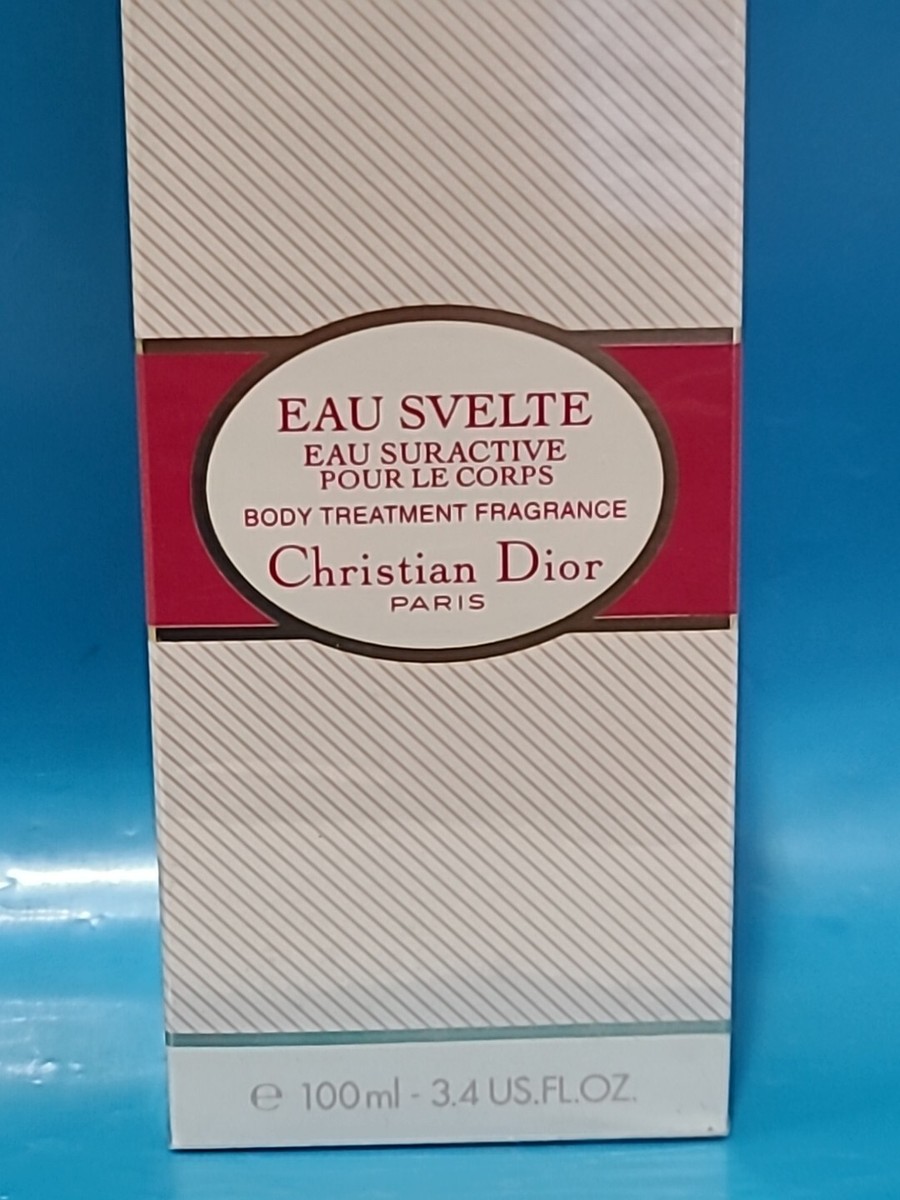 EAU SVELTE
EAU SURACTIVE
POUR LE CORPS
BODY TREATMENT FRAGRANCE
Christian Dior
PARIS
℮ 100ml - 3.4 US.FL.OZ.